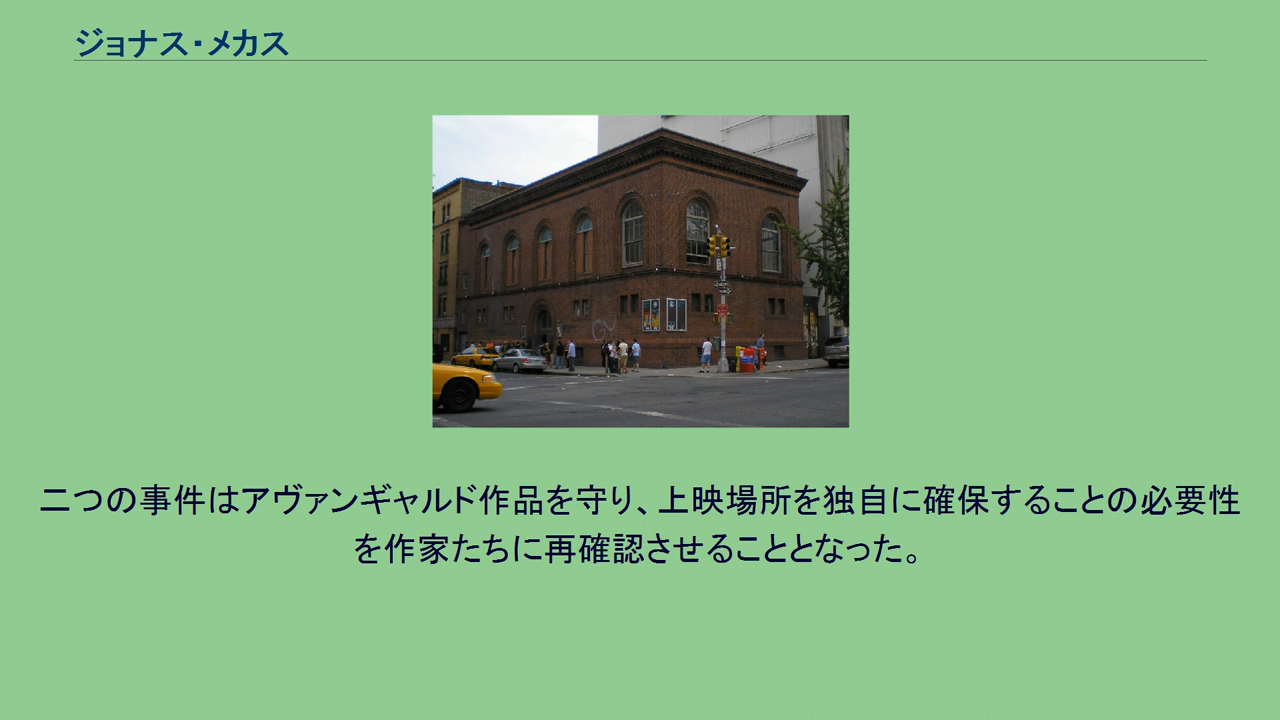 ジョナス・メカス
二つの事件はアヴァンギャルド作品を守り、上映場所を独自に確保することの必要性
を作家たちに再確認させることとなった。